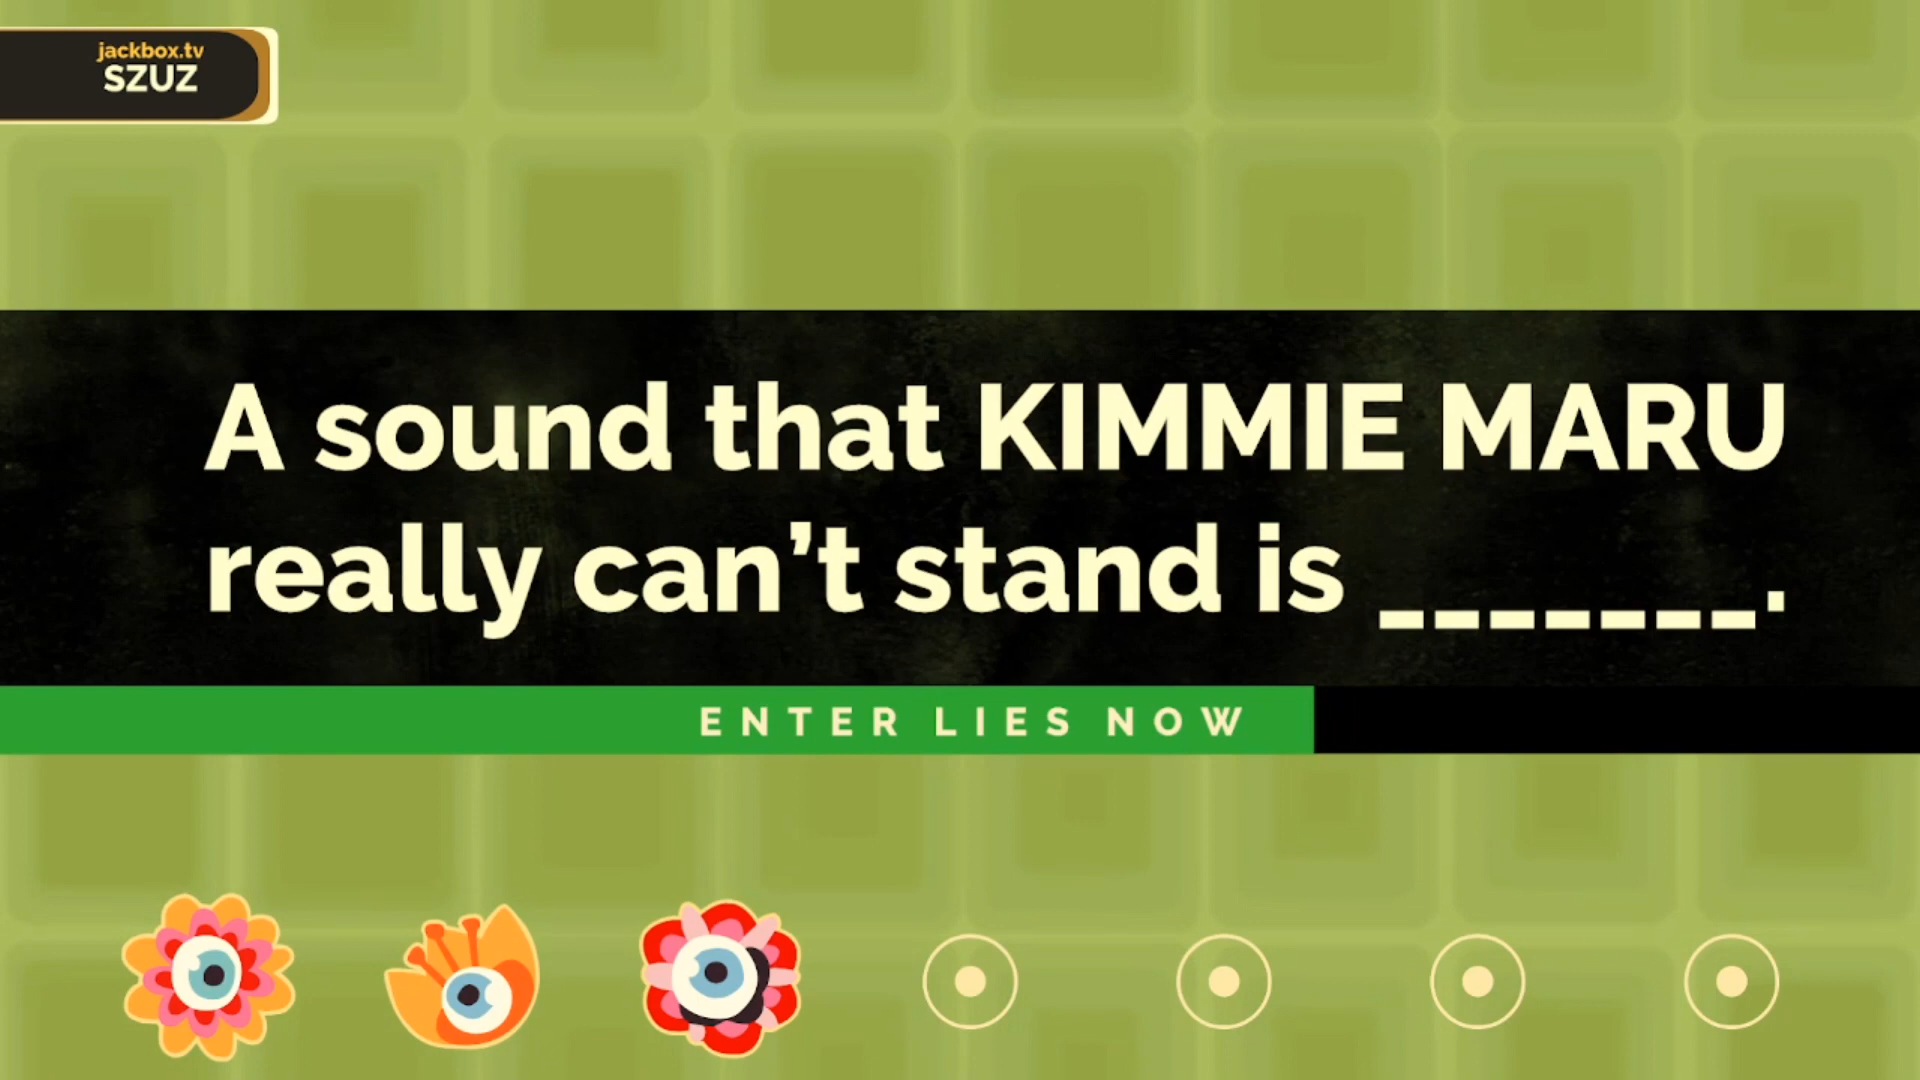 jackbox.tv
SZUZ
A sound that KIMMIE MARU
really can’t stand is _______.
ENTER LIES NOW